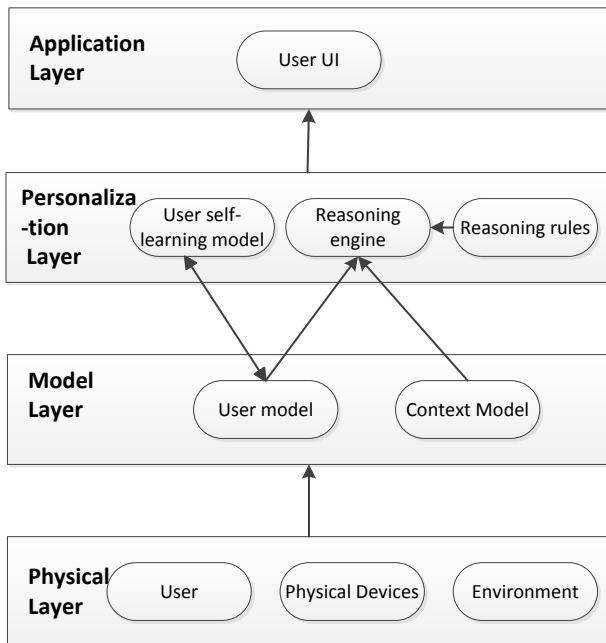 Application
Layer
User UI
Personaliza
-tion
Layer
User self-
learning model
Reasoning
engine
Reasoning rules
Model
Layer
User model
Context Model
Physical
Layer
User
Physical Devices
Environment